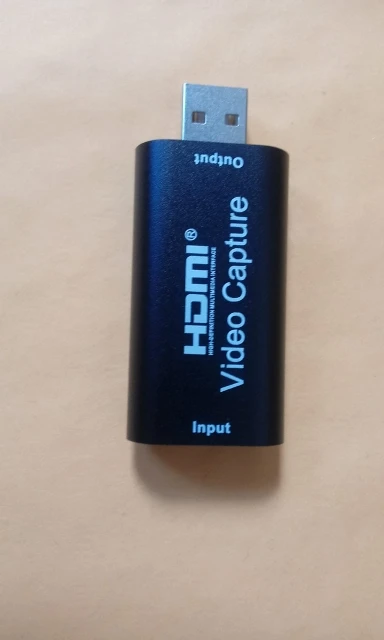 Output
HDMI®
HIGH-DEFINITION MULTIMEDIA INTERFACE
Video Capture
Input